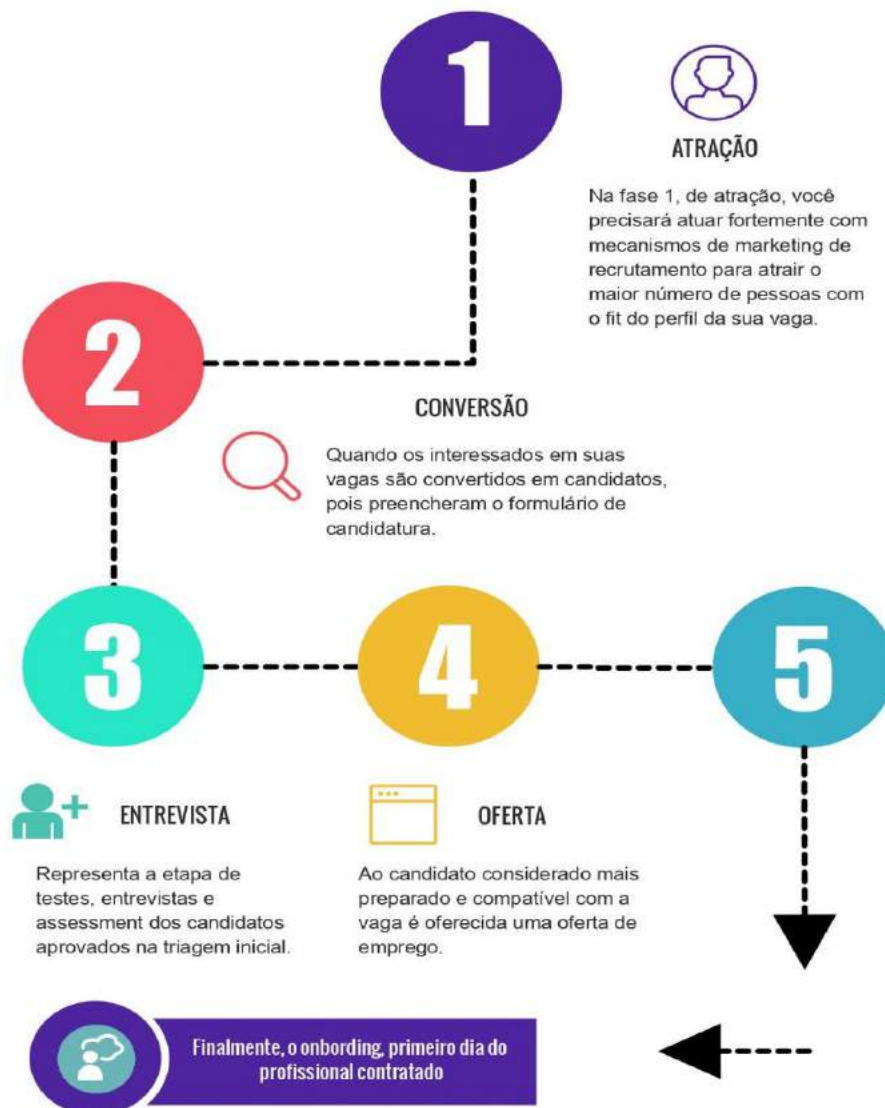 1
ATRAÇÃO
Na fase 1, de atração, você
precisará atuar fortemente com
mecanismos de marketing de
recrutamento para atrair o
maior número de pessoas com
o fit do perfil da sua vaga.
2
CONVERSÃO
Quando os interessados em suas
vagas são convertidos em candidatos,
pois preencheram o formulário de
candidatura.
3
4
5
ENTREVISTA
Representa a etapa de
testes, entrevistas e
assessment dos candidatos
aprovados na triagem inicial.
OFERTA
Ao candidato considerado mais
preparado e compatível com a
vaga é oferecida uma oferta de
emprego.
Finalmente, o onbording, primeiro dia do
profissional contratado